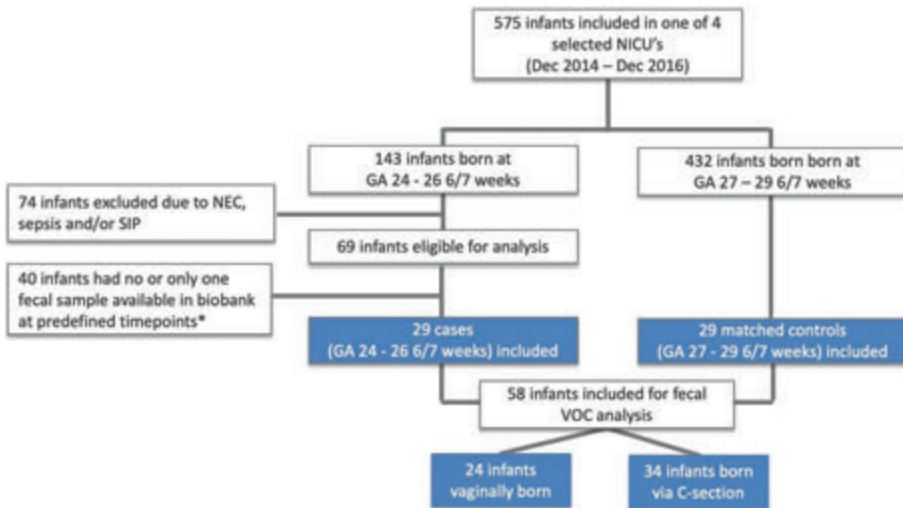 575 infants included in one of 4
selected NICU's
(Dec 2014 – Dec 2016)
143 infants born at
GA 24 - 26 6/7 weeks
432 infants born born at
GA 27 – 29 6/7 weeks
74 infants excluded due to NEC,
sepsis and/or SIP
69 infants eligible for analysis
40 infants had no or only one
fecal sample available in biobank
at predefined timepoints*
29 cases
(GA 24 - 26 6/7 weeks) included
29 matched controls
(GA 27 - 29 6/7 weeks) included
58 infants included for fecal
VOC analysis
24 infants
vaginally born
34 infants born
via C-section